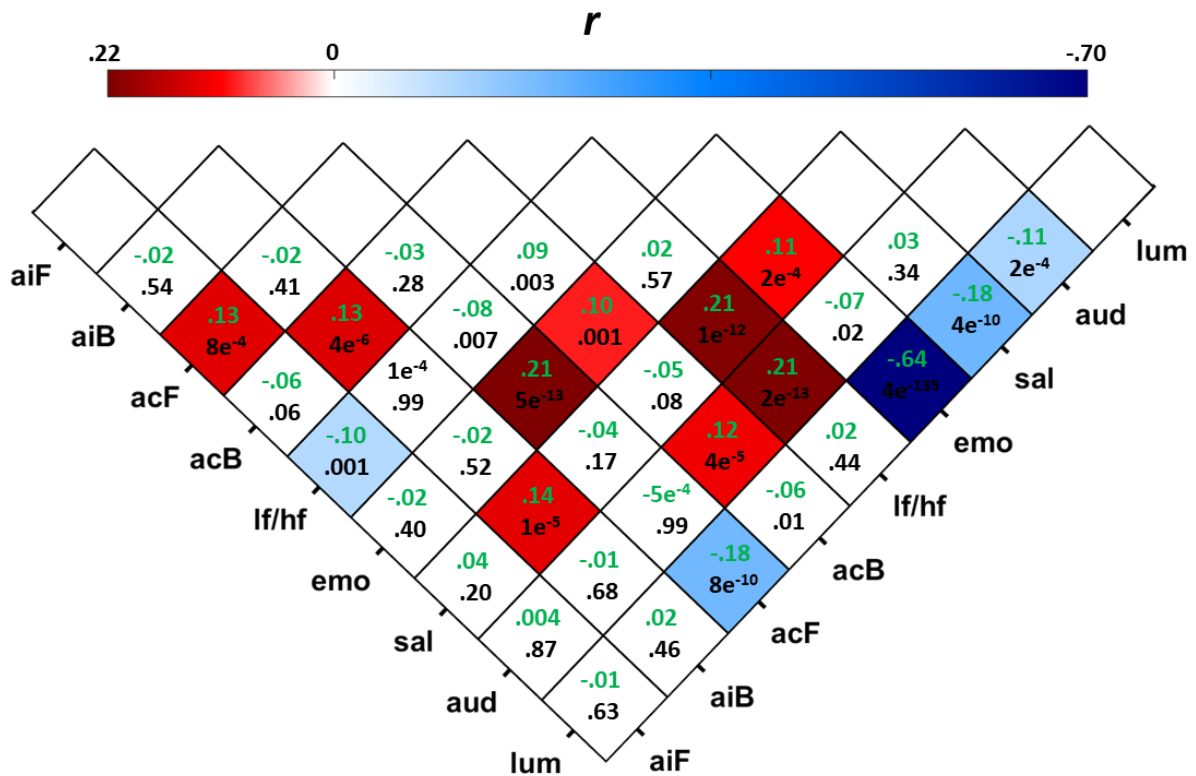 r
.22 0 -.70
.11 .03 -.11
2e-4 .34 2e-4
-.02 -.02 -.03 .09 .02
.54 .41 .28 .003 .57
lum
.13 .13 -.08 .10 .21 -.07 -.18
8e-4 4e-6 .007 .001 1e-12 .02 4e-10
aiF
aud
aiB
1e-4
-.06 .99 .21 -.05 .21 -.64
.06 5e-13 .08 2e-13 4e-135
sal
acF
-.10 -.02 -.04 .12 .02
.001 .52 .17 4e-5 .44
emo
acB
-.02 .14 -5e-4 -.06
.40 1e-5 .99 .01
lf/hf
lf/hf
.04 -.01 -.18
.20 .68 8e-10
acB
emo
.004 .02
.87 .46
acF
sal
-.01
.63
aiB
aud
aiF
lum